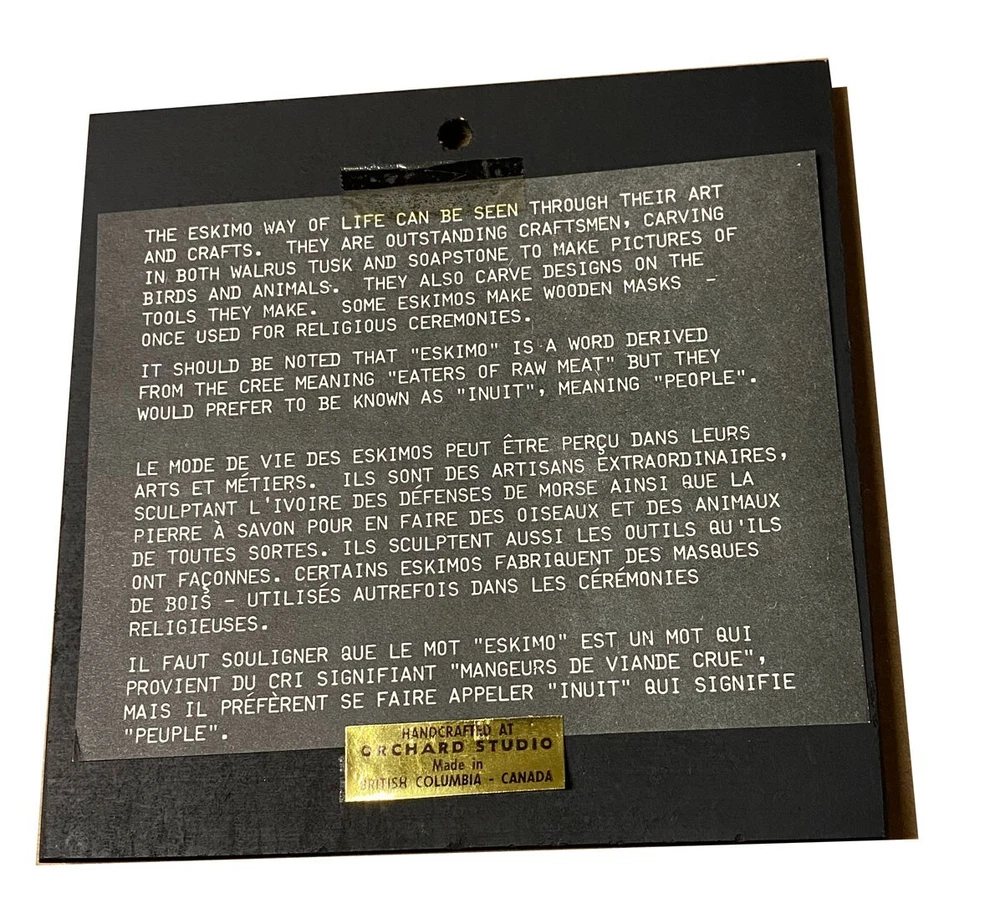 THE ESKIMO WAY OF LIFE CAN BE SEEN THROUGH THEIR ART
AND CRAFTS. THEY ARE OUTSTANDING CRAFTSMEN, CARVING
IN BOTH WALRUS TUSK AND SOAPSTONE TO MAKE PICTURES OF
BIRDS AND ANIMALS. THEY ALSO CARVE DESIGNS ON THE
TOOLS THEY MAKE. SOME ESKIMOS MAKE WOODEN MASKS –
ONCE USED FOR RELIGIOUS CEREMONIES.
IT SHOULD BE NOTED THAT "ESKIMO" IS A WORD DERIVED
FROM THE CREE MEANING "EATERS OF RAW MEAT" BUT THEY
WOULD PREFER TO BE KNOWN AS "INUIT", MEANING "PEOPLE".
LE MODE DE VIE DES ESKIMOS PEUT ÊTRE PERÇU DANS LEURS
ARTS ET MÉTIERS. ILS SONT DES ARTISANS EXTRAORDINAIRES,
SCULPTANT L'IVOIRE DES DÉFENSES DE MORSE AINSI QUE LA
PIERRE À SAVON POUR EN FAIRE DES OISEAUX ET DES ANIMAUX
DE TOUTES SORTES. ILS SCULPTENT AUSSI LES OUTILS QU'ILS
ONT FAÇONNES. CERTAINS ESKIMOS FABRIQUENT DES MASQUES
DE BOIS – UTILISÉS AUTREFOIS DANS LES CÉRÉMONIES
RELIGIEUSES.
IL FAUT SOULIGNER QUE LE MOT "ESKIMO" EST UN MOT QUI
PROVIENT DU CRI SIGNIFIANT "MANGEURS DE VIANDE CRUE",
MAIS IL PRÉFÈRENT SE FAIRE APPELER "INUIT" QUI SIGNIFIE
"PEUPLE".
HANDCRAFTED AT
ORCHARD STUDIO
Made in
BRITISH COLUMBIA - CANADA